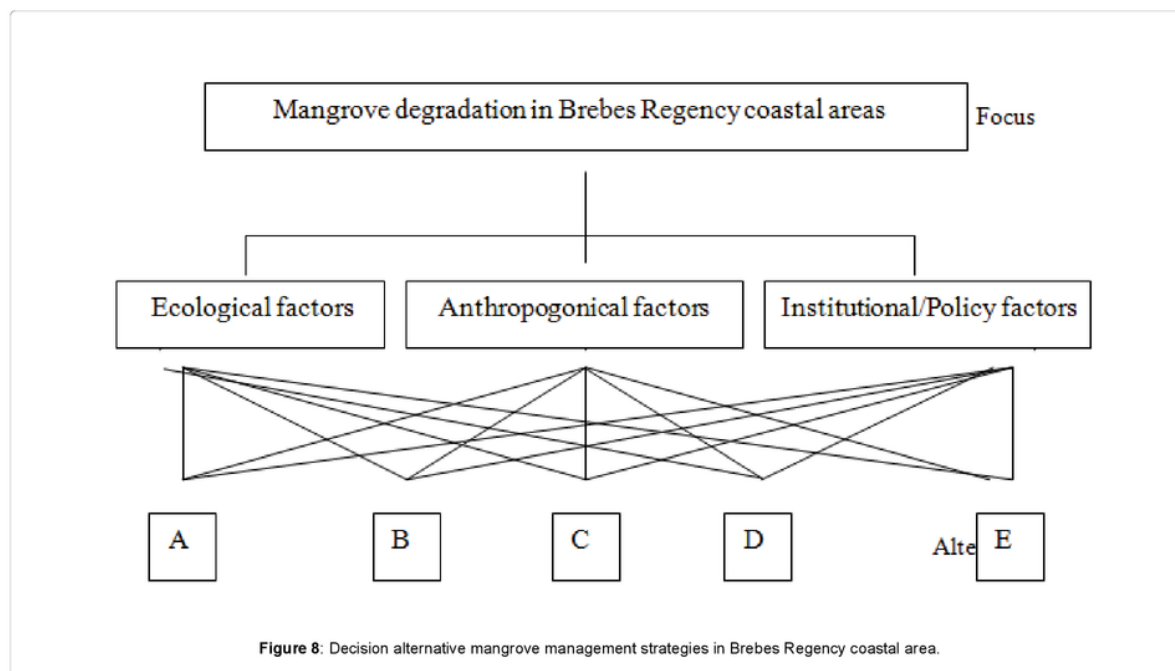 Mangrove degradation in Brebes Regency coastal areas
Focus
Ecological factors
Anthropogonical factors
Institutional/Policy factors
A
B
C
D
Alte
E
Figure 8: Decision alternative mangrove management strategies in Brebes Regency coastal area.